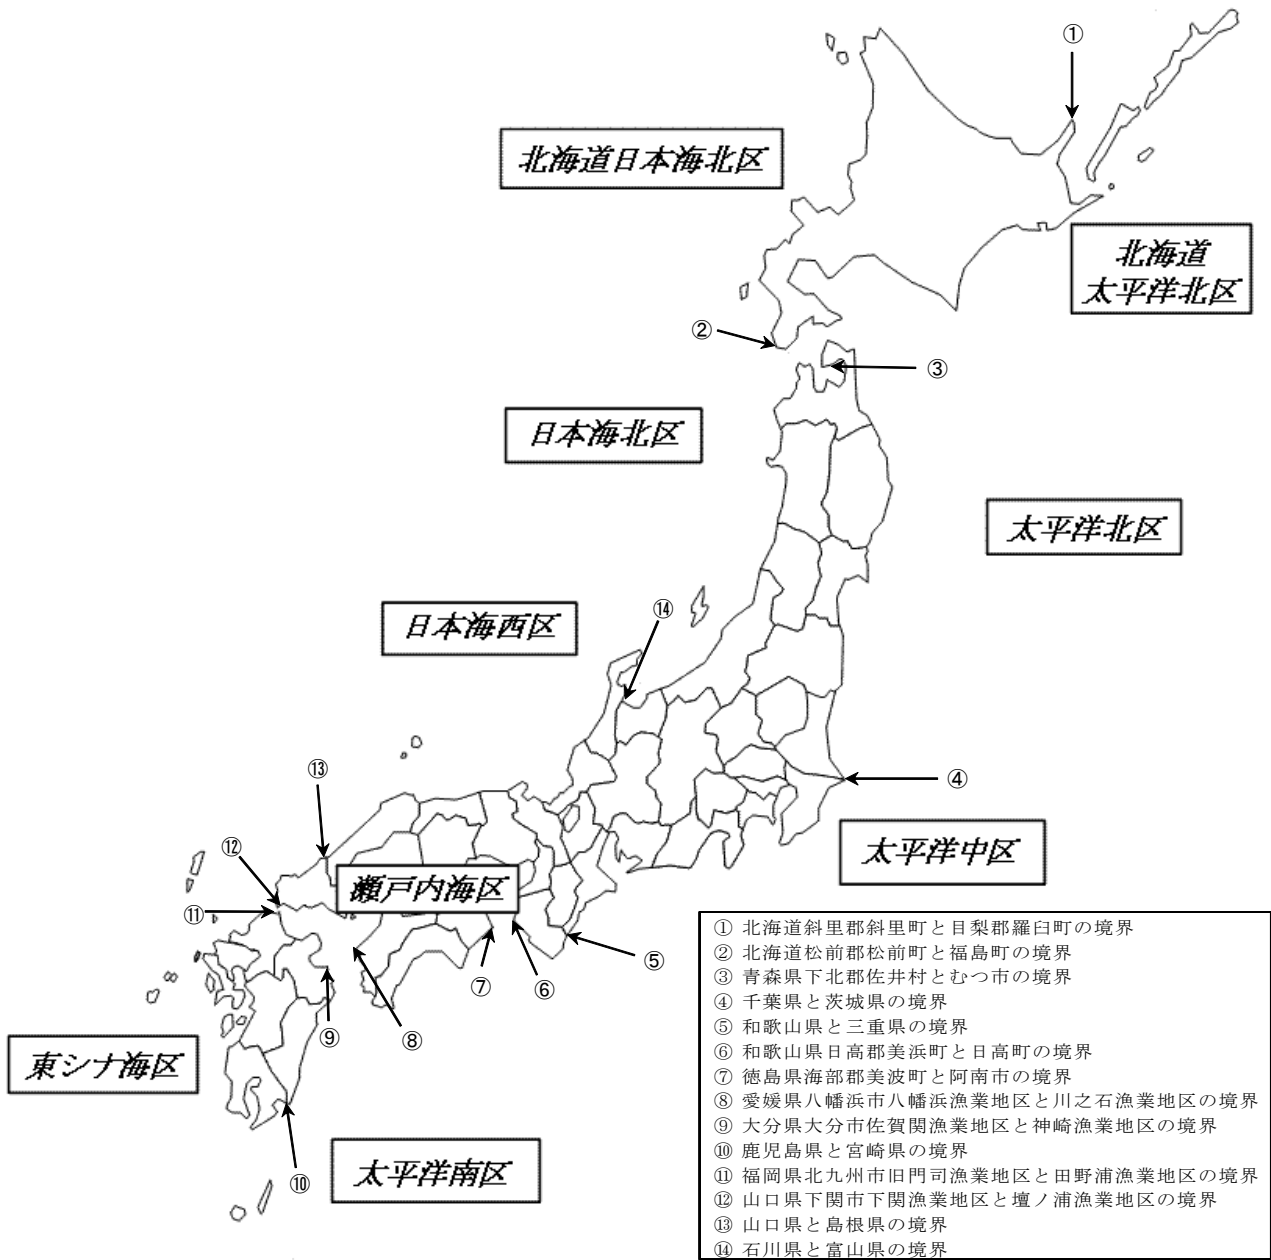 ①
北海道日本海北区
北海道
太平洋北区
②
③
日本海北区
太平洋北区
日本海西区
⑭
⑬
④
⑫
太平洋中区
瀬戸内海区
⑪
⑤
⑦
⑥
⑨
⑧
東シナ海区
⑩
太平洋南区
① 北海道斜里郡斜里町と目梨郡羅臼町の境界
② 北海道松前郡松前町と福島町の境界
③ 青森県下北郡佐井村とむつ市の境界
④ 千葉県と茨城県の境界
⑤ 和歌山県と三重県の境界
⑥ 和歌山県日高郡美浜町と日高町の境界
⑦ 徳島県海部郡美波町と阿南市の境界
⑧ 愛媛県八幡浜市八幡浜漁業地区と川之石漁業地区の境界
⑨ 大分県大分市佐賀関漁業地区と神崎漁業地区の境界
⑩ 鹿児島県と宮崎県の境界
⑪ 福岡県北九州市旧門司漁業地区と田野浦漁業地区の境界
⑫ 山口県下関市下関漁業地区と壇ノ浦漁業地区の境界
⑬ 山口県と島根県の境界
⑭ 石川県と富山県の境界